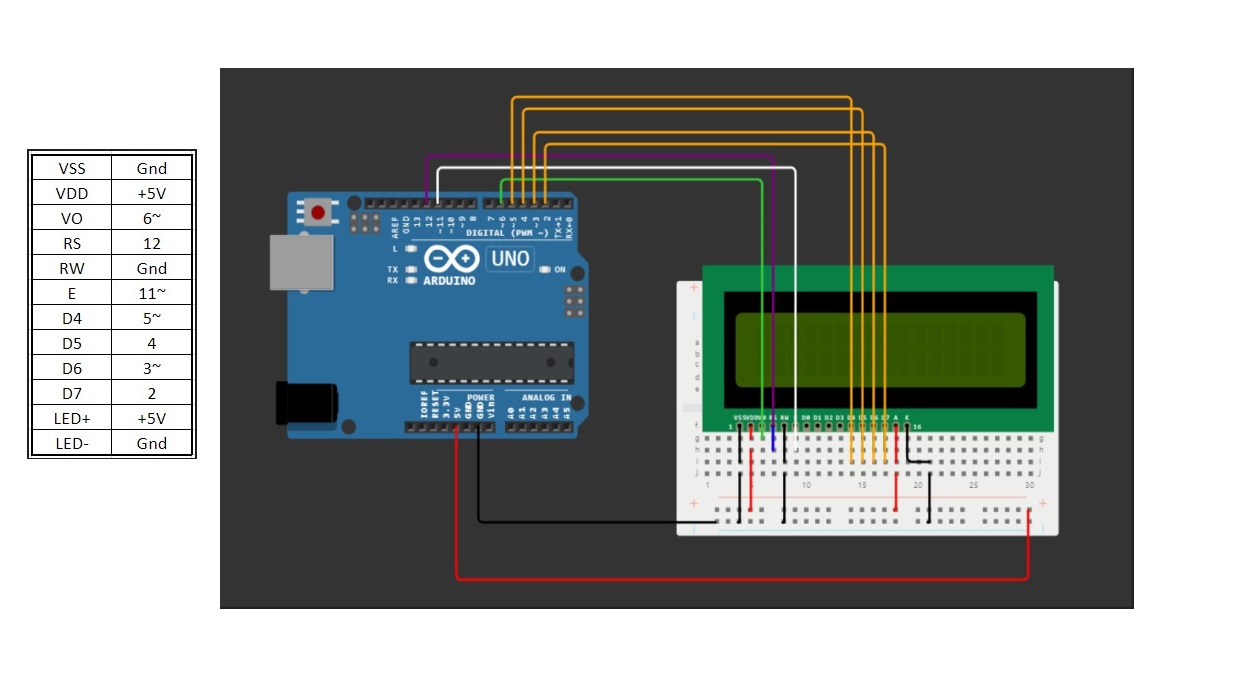 VSS Gnd
VDD +5V
VO 6~
RS 12
RW Gnd
E 11~
D4 5~
D5 4
D6 3~
D7 2
LED+ +5V
LED- Gnd
AREF GND 13 12 ~11 ~10 ~9 8 7 ~6 ~5 4 ~3 2 TX→1 RX←0
DIGITAL (PWM ~)
L
TX
RX
UNO
ON
ARDUINO
POWER
ANALOG IN
IOREF RESET 3.3V 5V GND GND Vin A0 A1 A2 A3 A4 A5
+
a
b
c
d
e
VSS VDD V0 RS RW D0 D1 D2 D3 D4 D5 D6 D7 A K
1 16
f
g g
h h
i i
j j
1 5 10 15 20 25 30
+ +